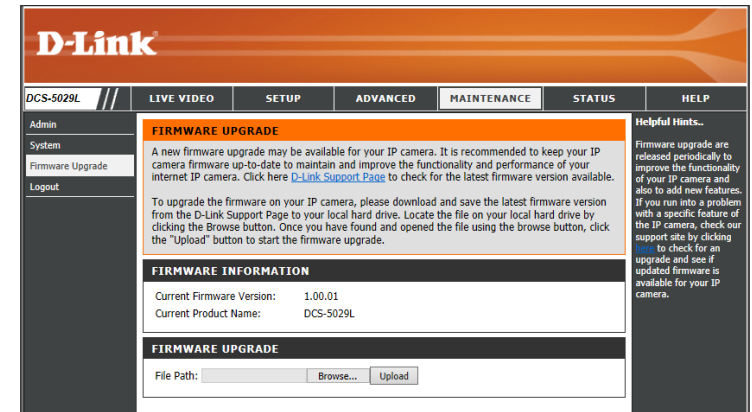 D-Link
DCS-5029L // LIVE VIDEO SETUP ADVANCED MAINTENANCE STATUS HELP
Admin
System
Firmware Upgrade
Logout
FIRMWARE UPGRADE
A new firmware upgrade may be available for your IP camera. It is recommended to keep your IP
camera firmware up-to-date to maintain and improve the functionality and performance of your
internet IP camera. Click here D-Link Support Page to check for the latest firmware version available.
To upgrade the firmware on your IP camera, please download and save the latest firmware version
from the D-Link Support Page to your local hard drive. Locate the file on your local hard drive by
clicking the Browse button. Once you have found and opened the file using the browse button, click
the "Upload" button to start the firmware upgrade.
FIRMWARE INFORMATION
Current Firmware Version: 1.00.01
Current Product Name: DCS-5029L
FIRMWARE UPGRADE
File Path: Browse... Upload
Helpful Hints..
Firmware upgrade are
released periodically to
improve the functionality
of your IP camera and
also to add new features.
If you run into a problem
with a specific feature of
the IP camera, check our
support site by clicking
here to check for an
upgrade and see if
updated firmware is
available for your IP
camera.